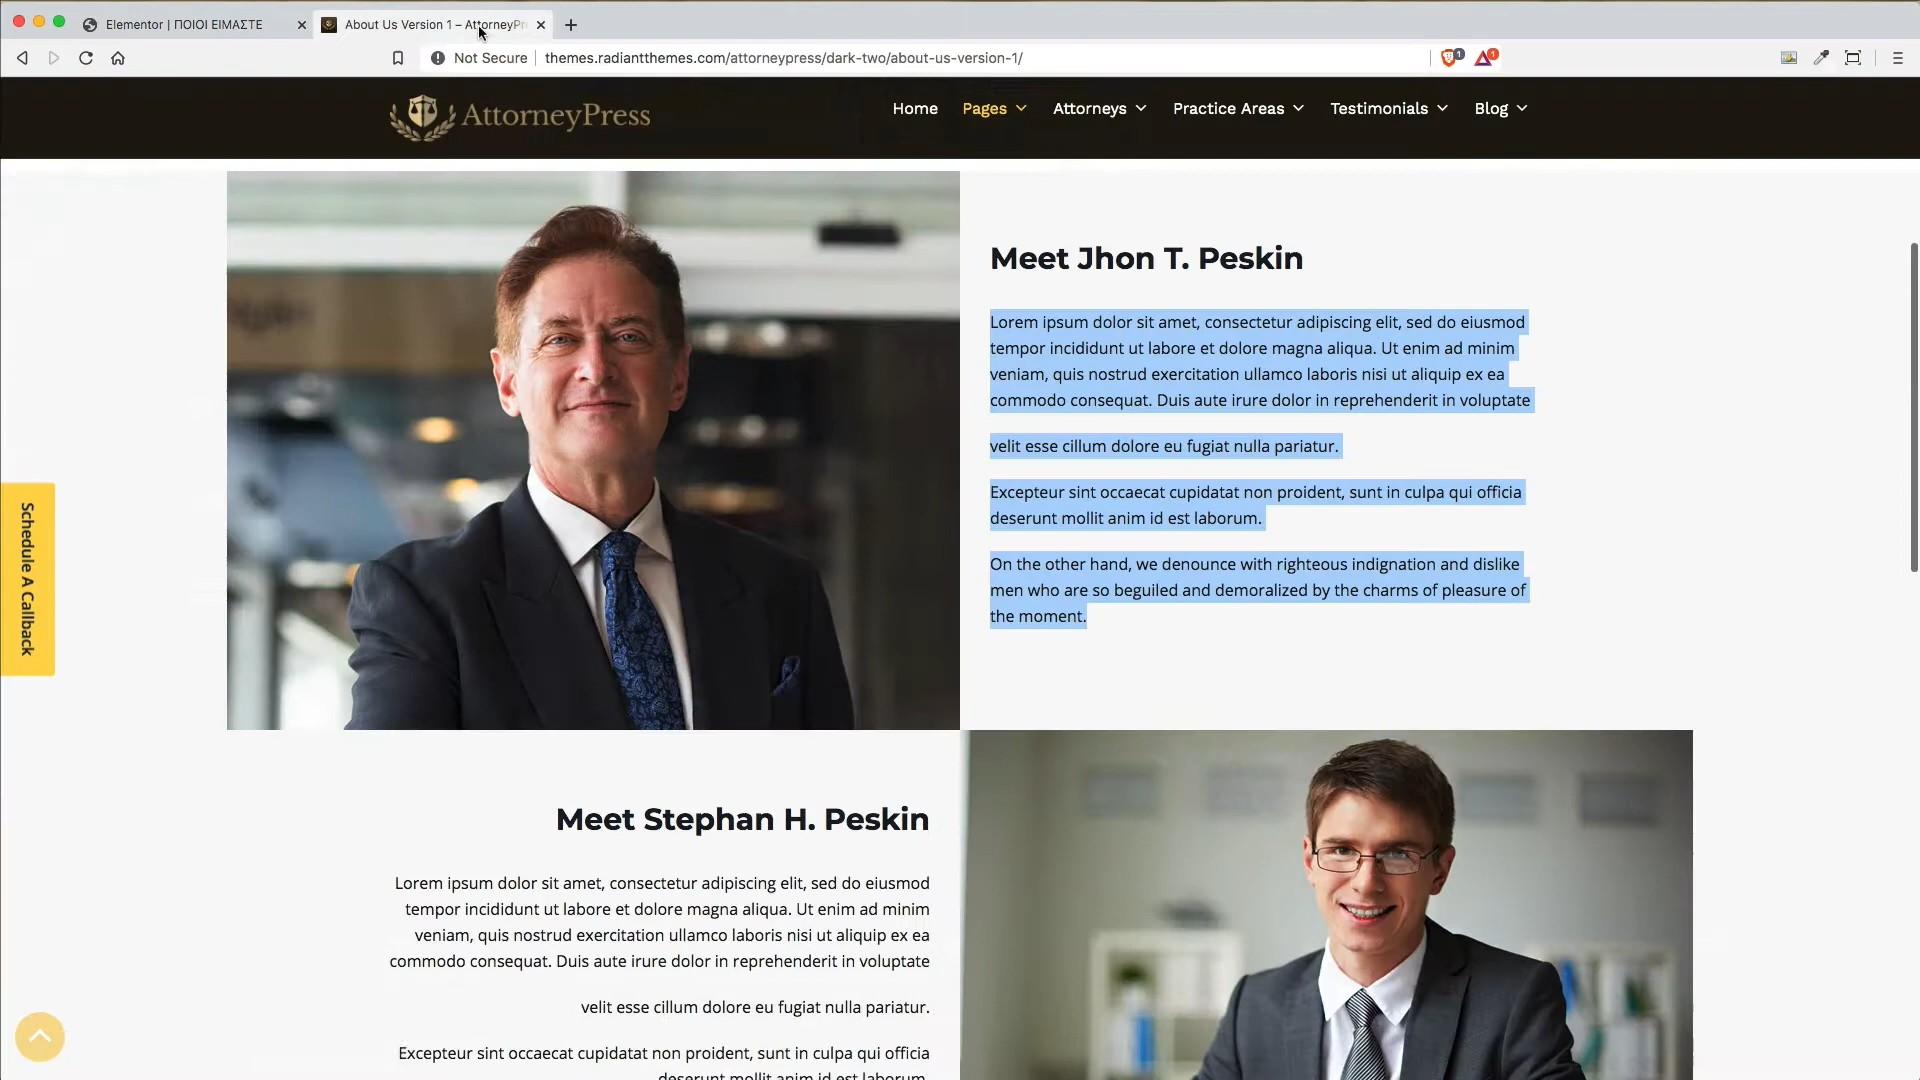 Elementor | ΠΟΙΟΙ ΕΙΜΑΣΤΕ
About Us Version 1 – AttorneyPr
Not Secure
themes.radiantthemes.com/attorneypress/dark-two/about-us-version-1/
1
1
AttorneyPress
Home
Pages
Attorneys
Practice Areas
Testimonials
Blog
Meet Jhon T. Peskin
Lorem ipsum dolor sit amet, consectetur adipiscing elit, sed do eiusmod
tempor incididunt ut labore et dolore magna aliqua. Ut enim ad minim
veniam, quis nostrud exercitation ullamco laboris nisi ut aliquip ex ea
commodo consequat. Duis aute irure dolor in reprehenderit in voluptate
velit esse cillum dolore eu fugiat nulla pariatur.
Excepteur sint occaecat cupidatat non proident, sunt in culpa qui officia
deserunt mollit anim id est laborum.
On the other hand, we denounce with righteous indignation and dislike
men who are so beguiled and demoralized by the charms of pleasure of
the moment.
Schedule A Callback
Meet Stephan H. Peskin
Lorem ipsum dolor sit amet, consectetur adipiscing elit, sed do eiusmod
tempor incididunt ut labore et dolore magna aliqua. Ut enim ad minim
veniam, quis nostrud exercitation ullamco laboris nisi ut aliquip ex ea
commodo consequat. Duis aute irure dolor in reprehenderit in voluptate
velit esse cillum dolore eu fugiat nulla pariatur.
Excepteur sint occaecat cupidatat non proident, sunt in culpa qui officia
deserunt mollit anim id est laborum.